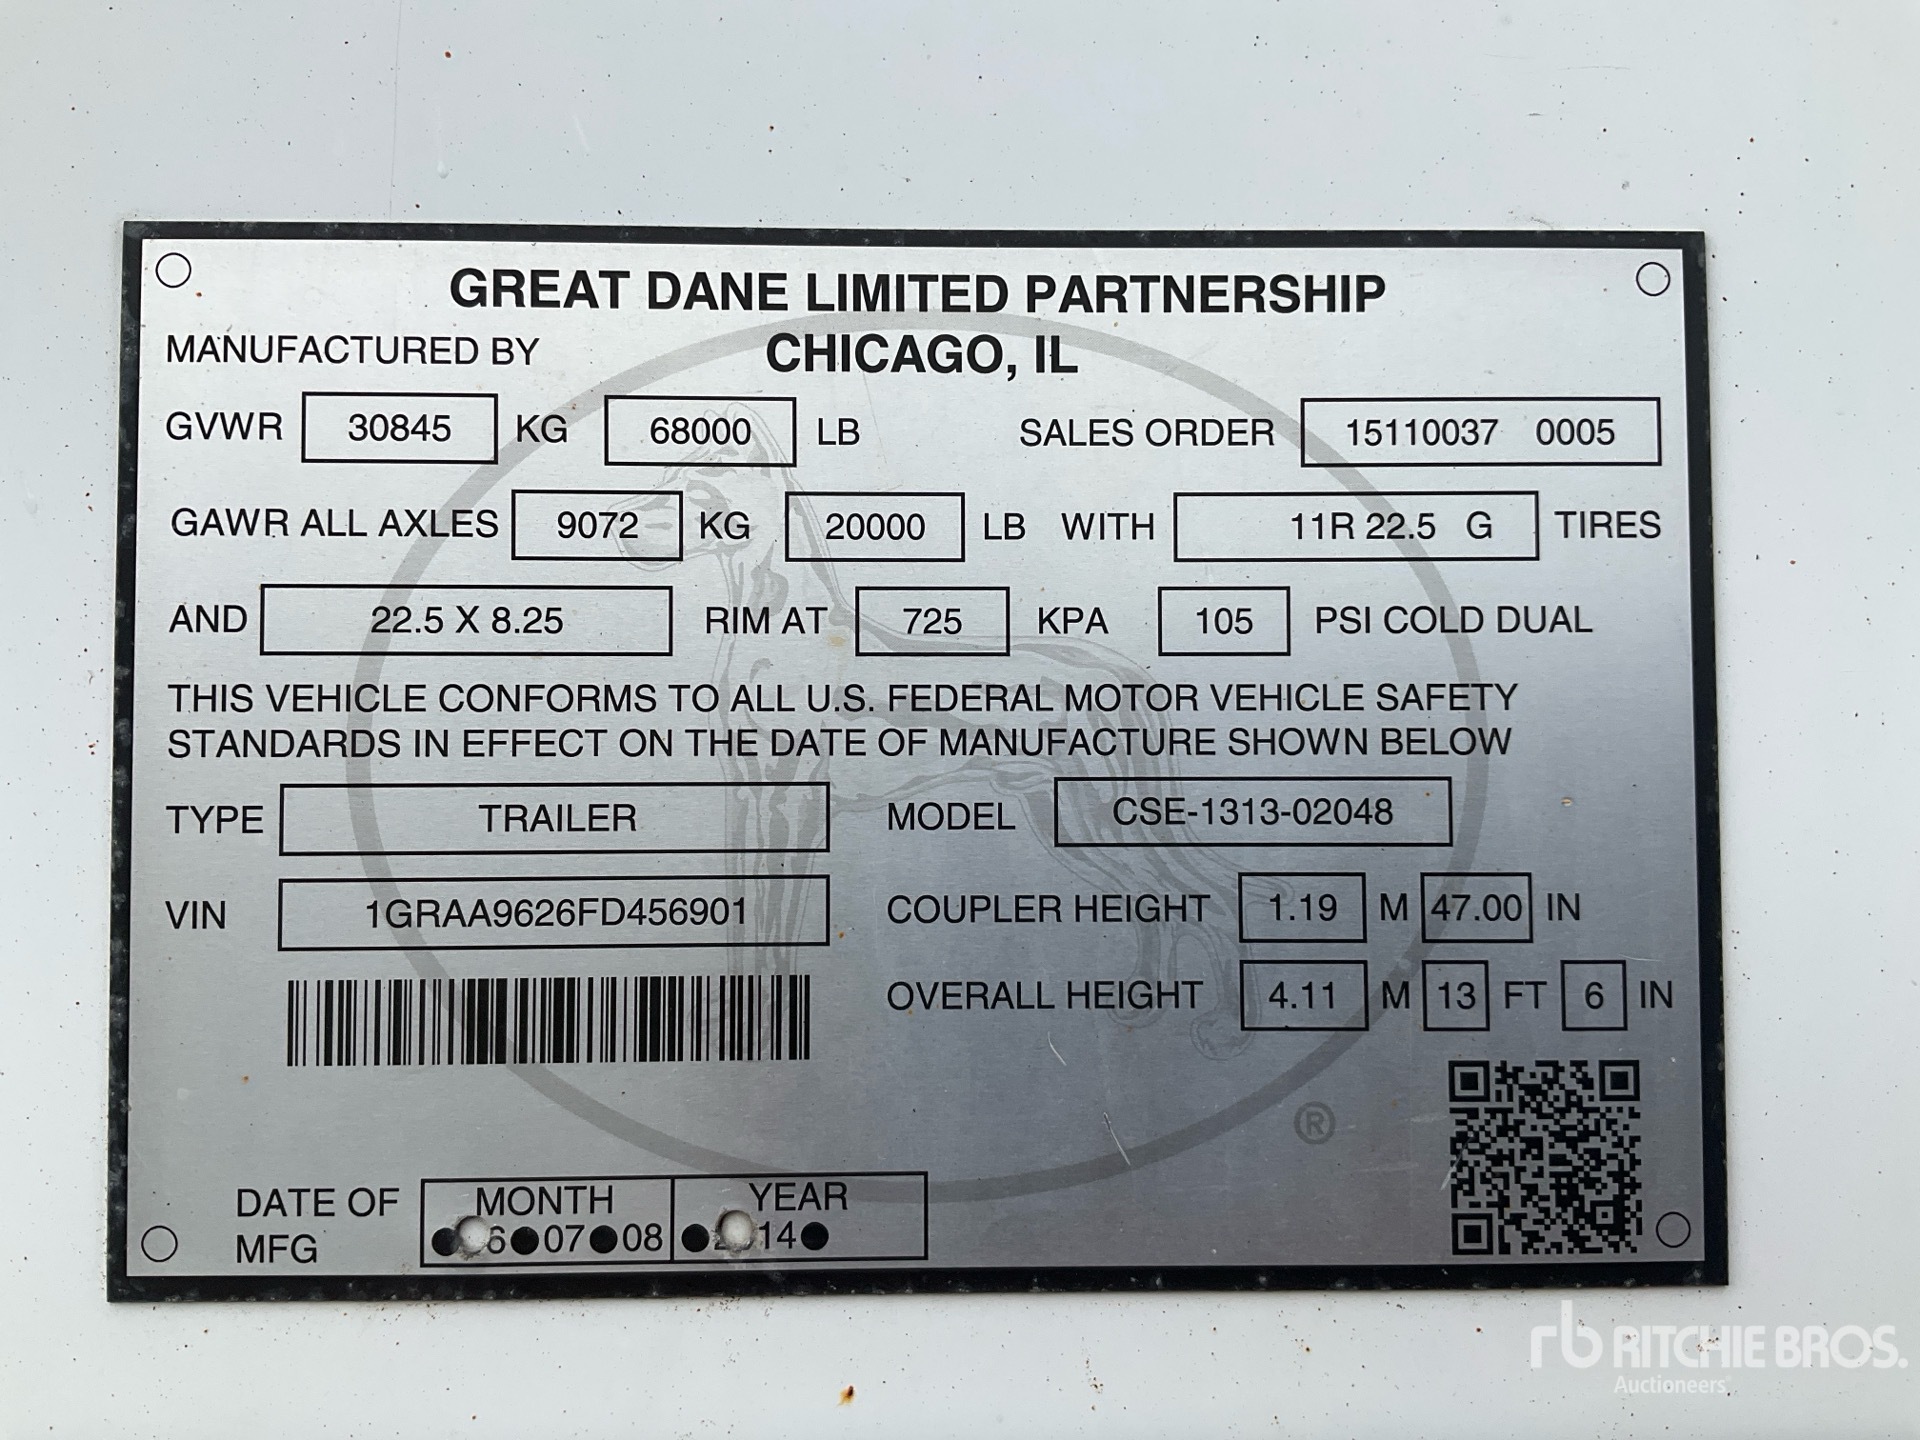 GREAT DANE LIMITED PARTNERSHIP
MANUFACTURED BY CHICAGO, IL
GVWR 30845 KG 68000 LB SALES ORDER 15110037 0005
GAWR ALL AXLES 9072 KG 20000 LB WITH 11R 22.5 G TIRES
AND 22.5 X 8.25 RIM AT 725 KPA 105 PSI COLD DUAL
THIS VEHICLE CONFORMS TO ALL U.S. FEDERAL MOTOR VEHICLE SAFETY
STANDARDS IN EFFECT ON THE DATE OF MANUFACTURE SHOWN BELOW
TYPE TRAILER MODEL CSE-1313-02048
VIN 1GRAA9626FD456901 COUPLER HEIGHT 1.19 M 47.00 IN
OVERALL HEIGHT 4.11 M 13 FT 6 IN
®
DATE OF MONTH YEAR
MFG 6●07●08 ● 14●
rb RITCHIE BROS.
Auctioneers